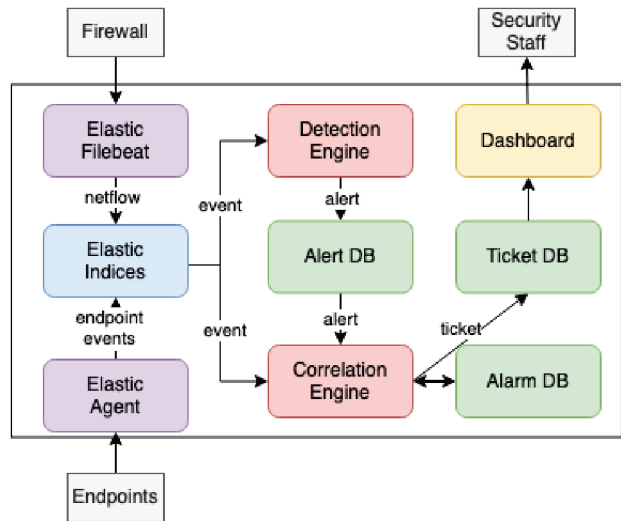 Firewall
Security
Staff
Elastic
Filebeat
Detection
Engine
Dashboard
netflow
event
alert
Elastic
Indices
Alert DB
Ticket DB
endpoint
events
event
alert
ticket
Elastic
Agent
Correlation
Engine
Alarm DB
Endpoints